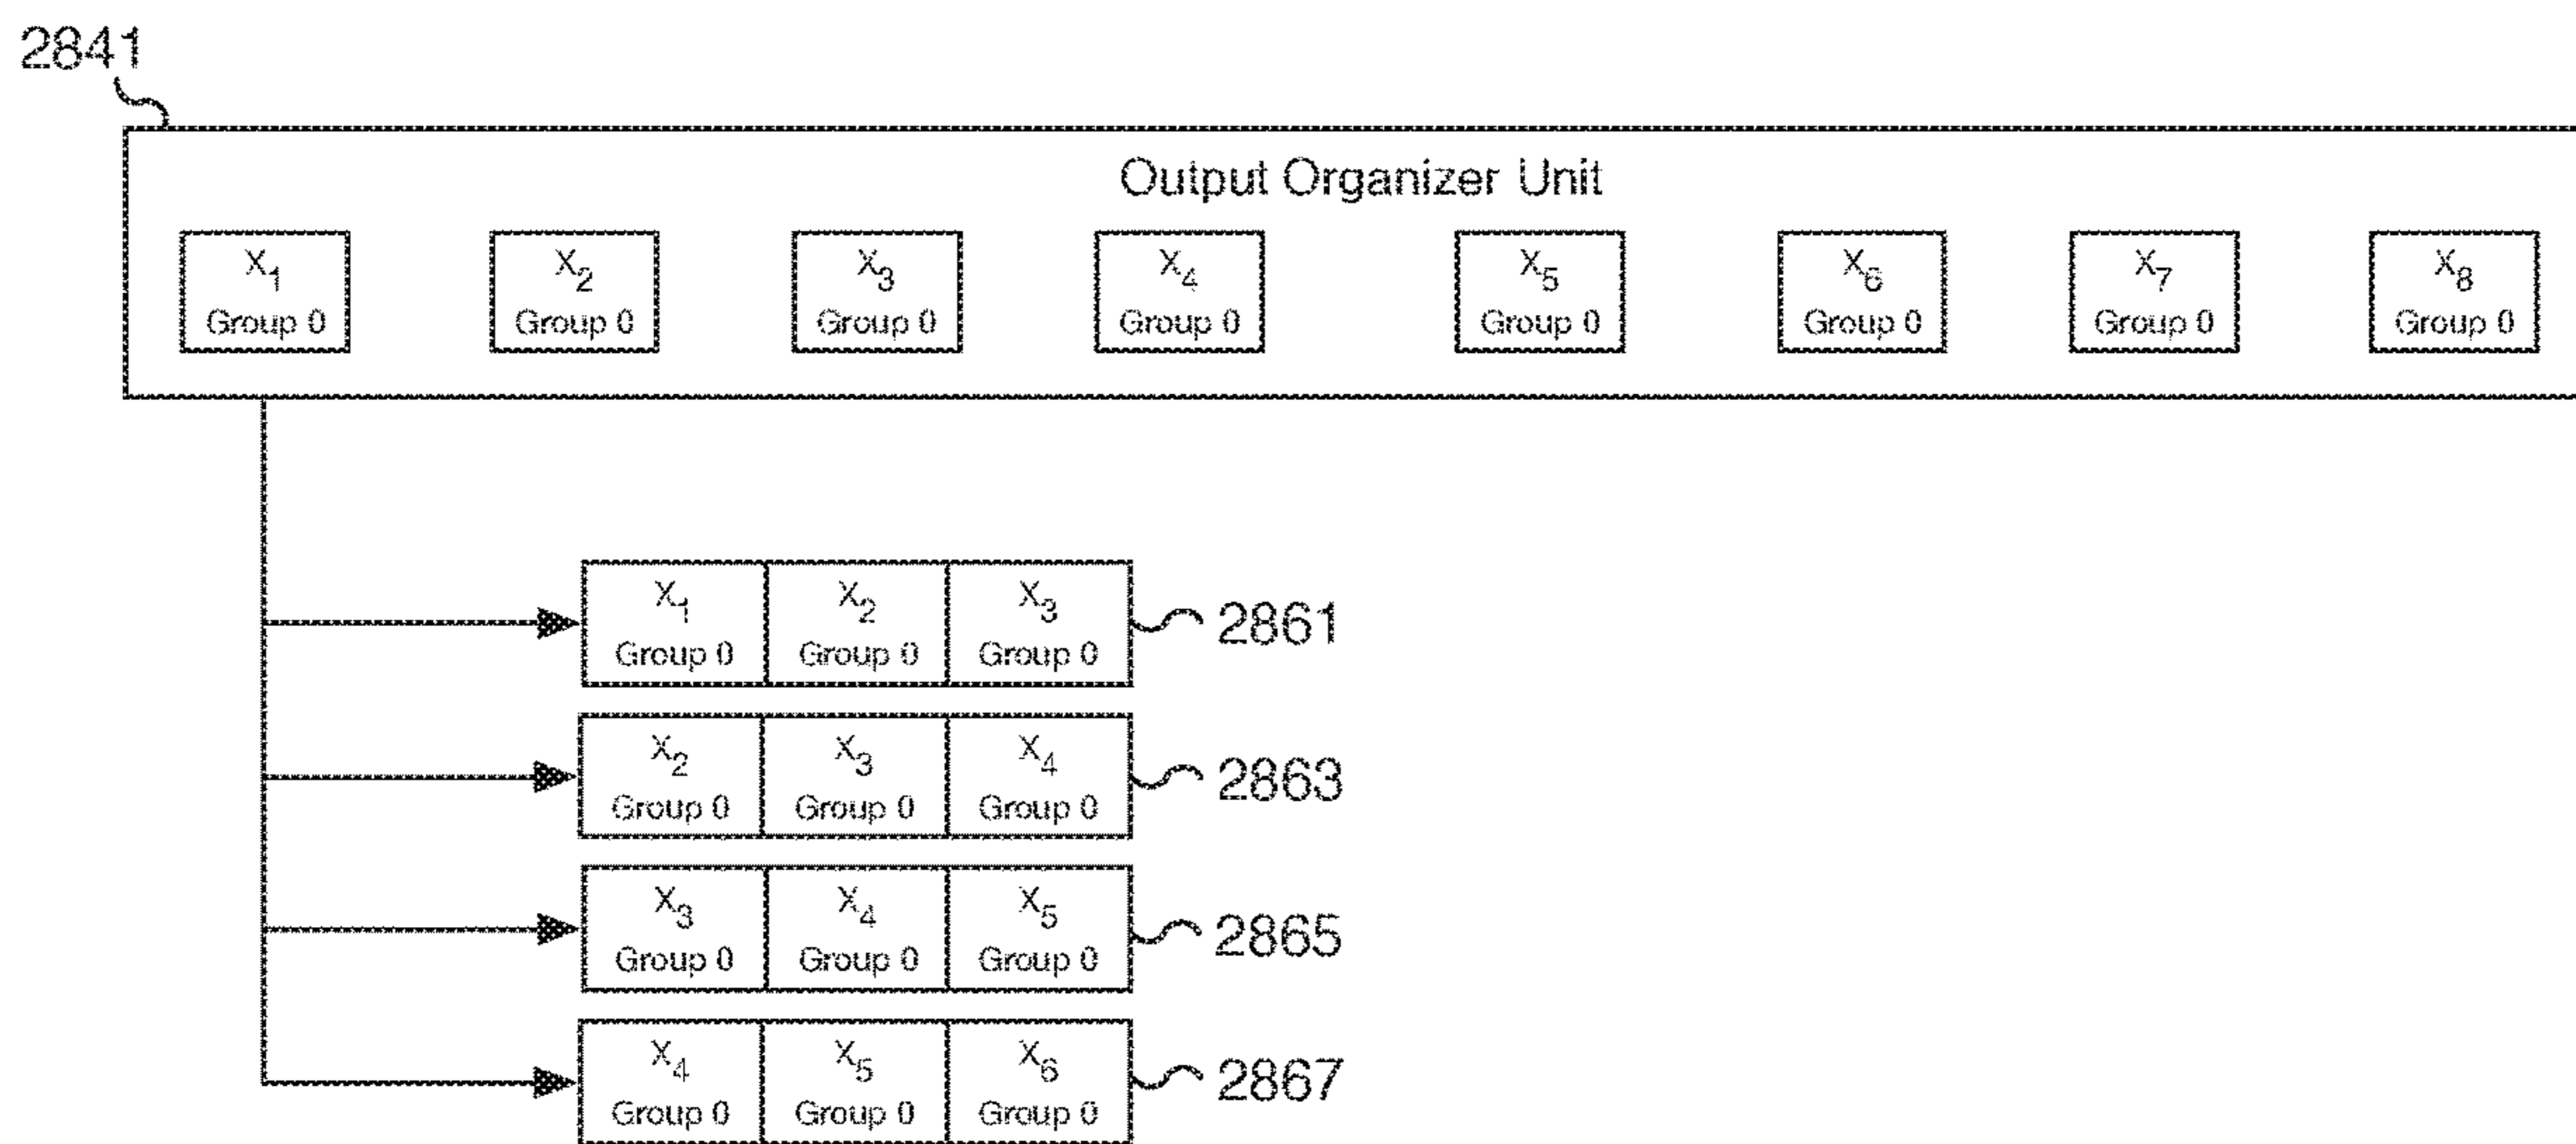 2841
Output Organizer Unit
X1 X2 X3 X4 X5 X6 X7 X8
Group 0 Group 0 Group 0 Group 0 Group 0 Group 0 Group 0 Group 0
X1 X2 X3
Group 0 Group 0 Group 0
2861
X2 X3 X4
Group 0 Group 0 Group 0
2863
X3 X4 X5
Group 0 Group 0 Group 0
2865
X4 X5 X6
Group 0 Group 0 Group 0
2867